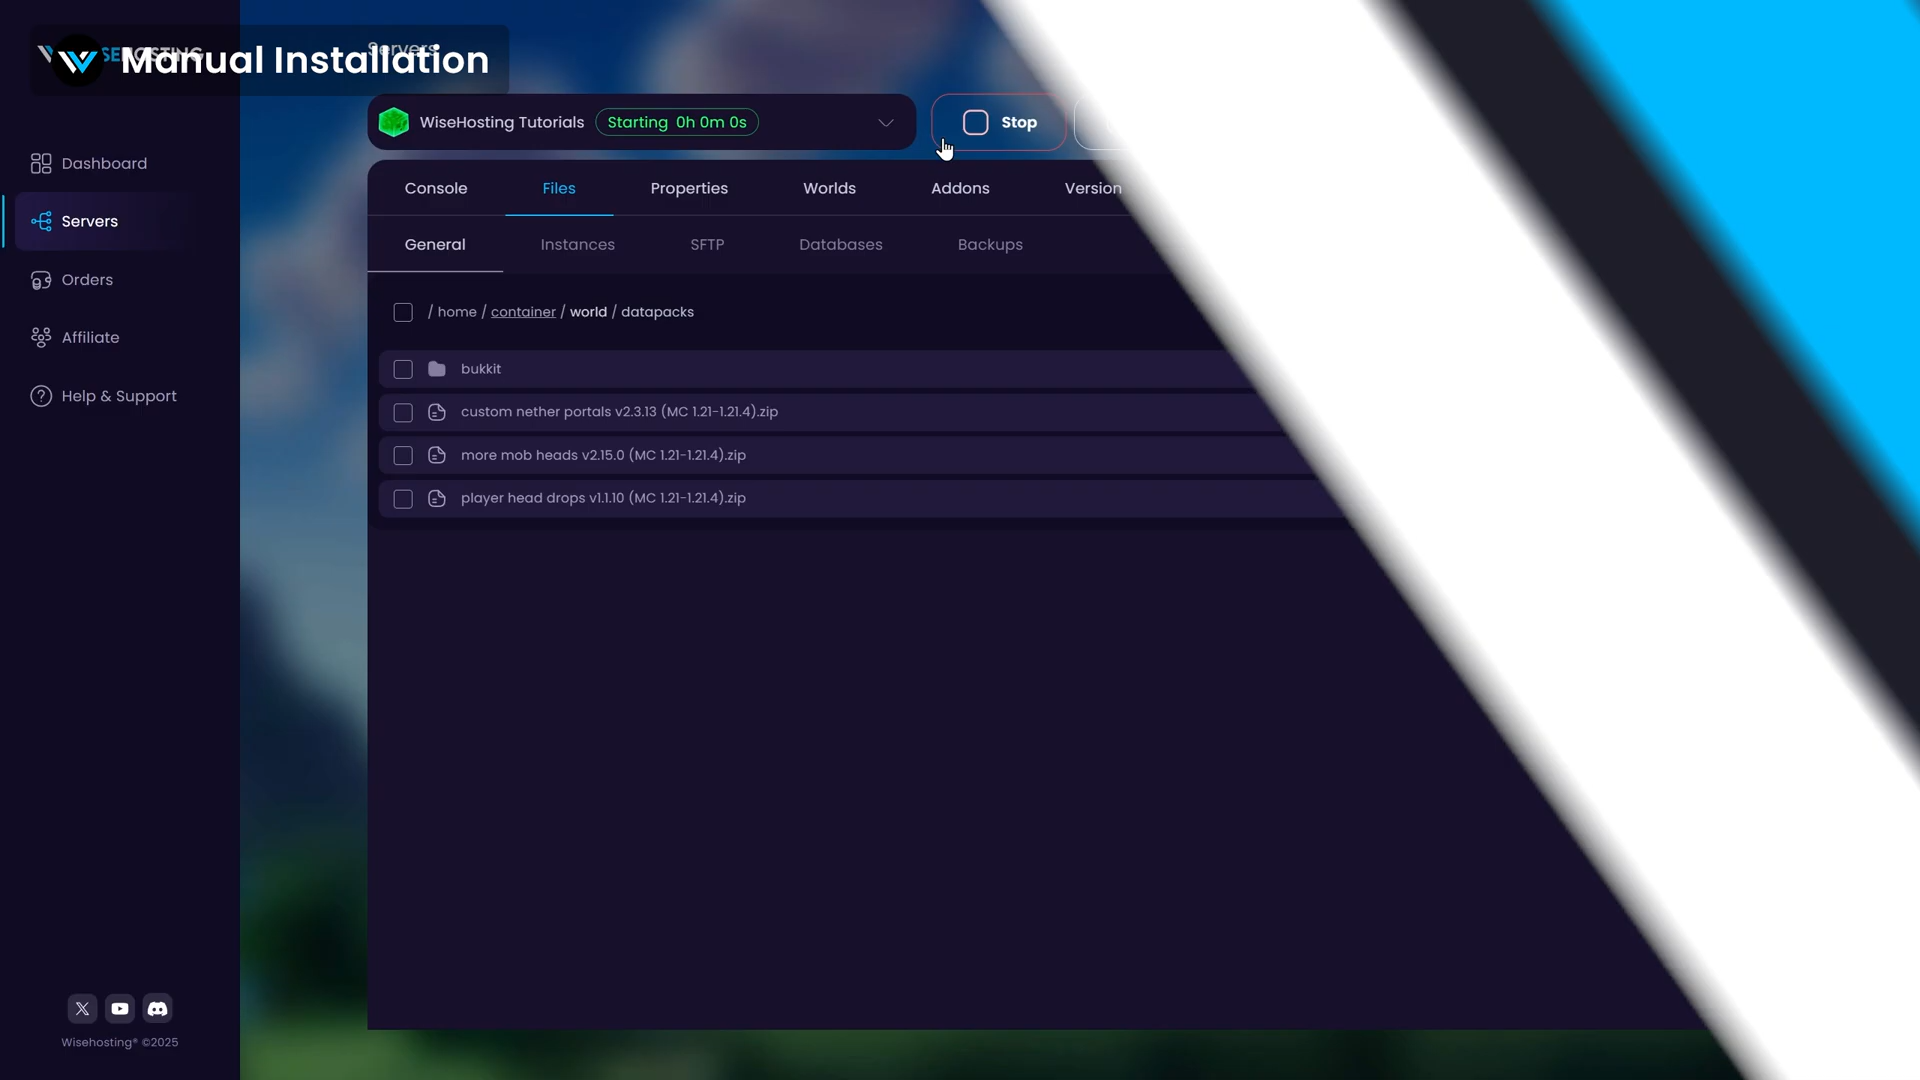 Manual Installation
Servers
WiseHosting Tutorials
Starting 0h 0m 0s
Stop
Dashboard
Servers
Orders
Affiliate
Help & Support
Console
Files
Properties
Worlds
Addons
Version
General
Instances
SFTP
Databases
Backups
/ home / container / world / datapacks
bukkit
custom nether portals v2.3.13 (MC 1.21-1.21.4).zip
more mob heads v2.15.0 (MC 1.21-1.21.4).zip
player head drops v1.1.10 (MC 1.21-1.21.4).zip
Wisehosting® ©2025